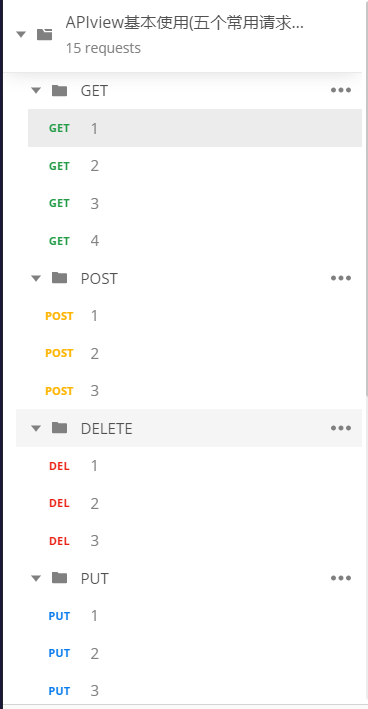 APIview基本使用(五个常用请求...
15 requests
GET
GET 1
GET 2
GET 3
GET 4
POST
POST 1
POST 2
POST 3
DELETE
DEL 1
DEL 2
DEL 3
PUT
PUT 1
PUT 2
PUT 3